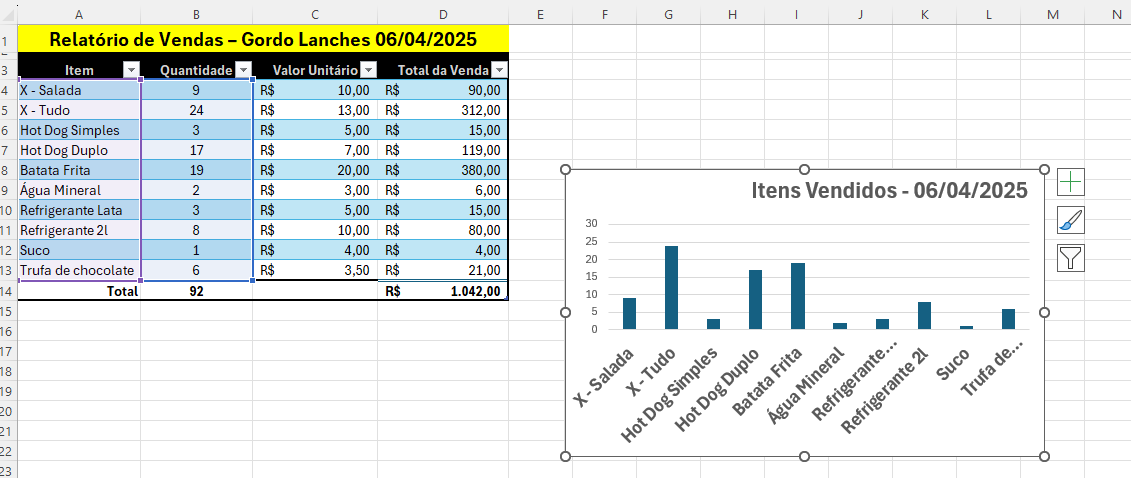 A B C D E F G H I J K L M N
1 Relatório de Vendas – Gordo Lanches 06/04/2025
3 Item Quantidade Valor Unitário Total da Venda
4 X - Salada 9 R$ 10,00 R$ 90,00
5 X - Tudo 24 R$ 13,00 R$ 312,00
6 Hot Dog Simples 3 R$ 5,00 R$ 15,00
7 Hot Dog Duplo 17 R$ 7,00 R$ 119,00
8 Batata Frita 19 R$ 20,00 R$ 380,00
9 Água Mineral 2 R$ 3,00 R$ 6,00
10 Refrigerante Lata 3 R$ 5,00 R$ 15,00
11 Refrigerante 2l 8 R$ 10,00 R$ 80,00
12 Suco 1 R$ 4,00 R$ 4,00
13 Trufa de chocolate 6 R$ 3,50 R$ 21,00
14 Total 92 R$ 1.042,00
15
16
17
18
19
20
21
22
23
Itens Vendidos - 06/04/2025
30
25
20
15
10
5
0
X - Salada
X - Tudo
Hot Dog Simples
Hot Dog Duplo
Batata Frita
Água Mineral
Refrigerante...
Refrigerante 2l
Suco
Trufa de...